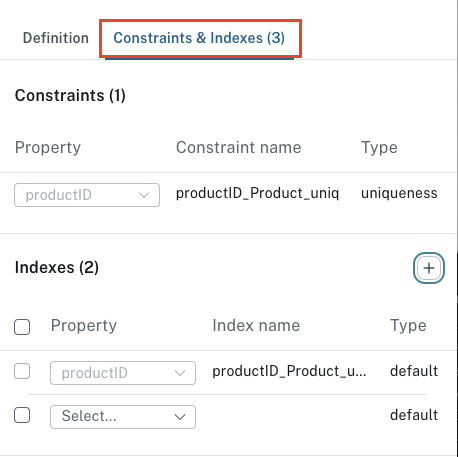 Definition Constraints & Indexes (3)
Constraints (1)
Property Constraint name Type
productID productID_Product_uniq uniqueness
Indexes (2)
Property Index name Type
productID productID_Product_u... default
Select... default